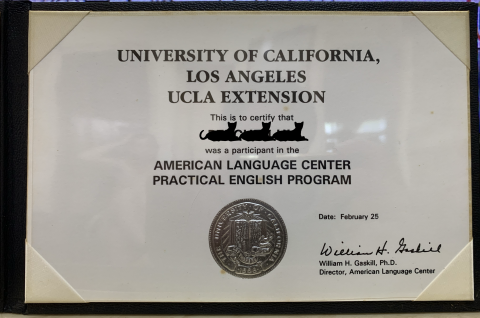 UNIVERSITY OF CALIFORNIA,
LOS ANGELES
UCLA EXTENSION
This is to certify that
was a participant in the
AMERICAN LANGUAGE CENTER
PRACTICAL ENGLISH PROGRAM
Date: February 25
William H. Gaskill
William H. Gaskill, Ph.D.
Director, American Language Center